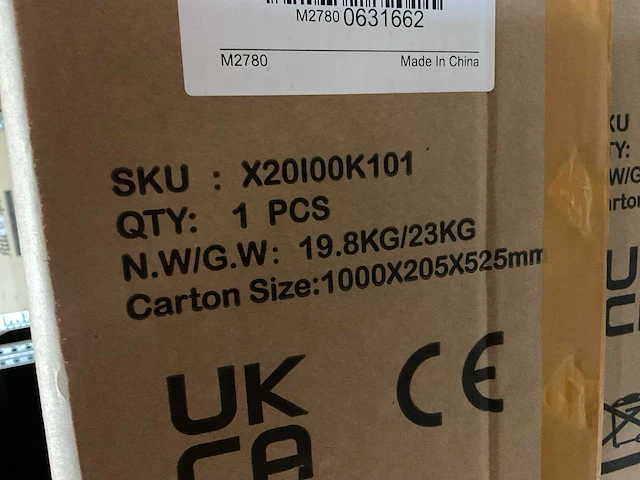 M2780 0631662
M2780
Made In China
SKU : X20I00K101
QTY: 1 PCS
N.W/G.W: 19.8KG/23KG
Carton Size:1000X205X525mm
UK
CA
CE